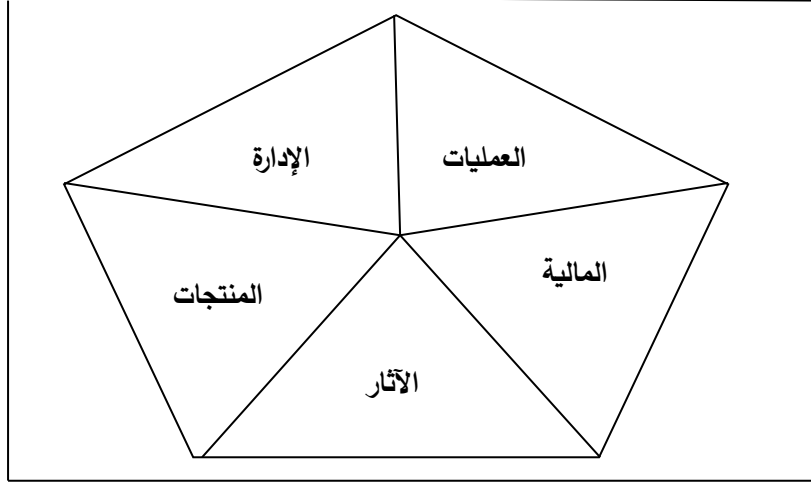 العمليات
الإدارة
المالية
المنتجات
الآثار